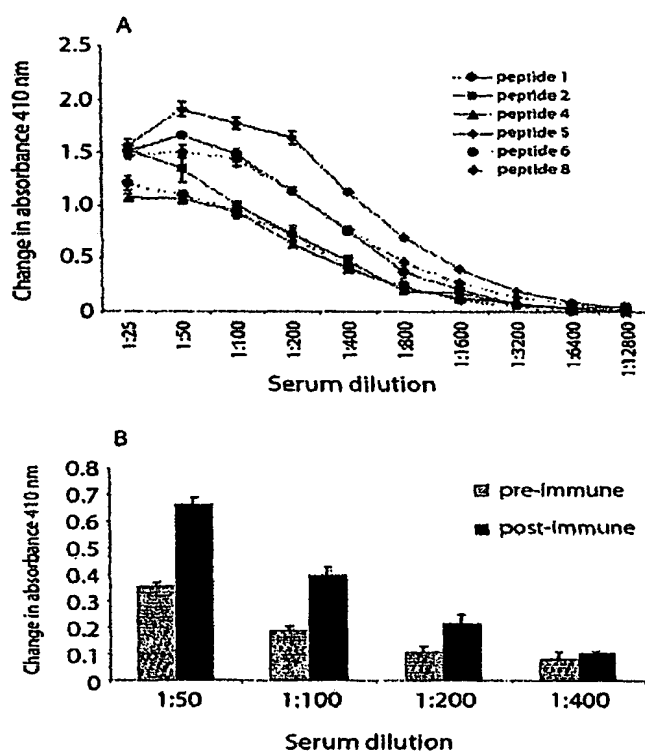 A
Change in absorbance 410 nm
2.5
2.0
1.5
1.0
0.5
0
peptide 1
peptide 2
peptide 4
peptide 5
peptide 6
peptide 8
1:25
1:50
1:100
1:200
1:400
1:800
1:1600
1:3200
1:6400
1:12800
Serum dilution
B
Change in absorbance 410 nm
0.8
0.7
0.6
0.5
0.4
0.3
0.2
0.1
0
pre-immune
post-immune
1:50
1:100
1:200
1:400
Serum dilution